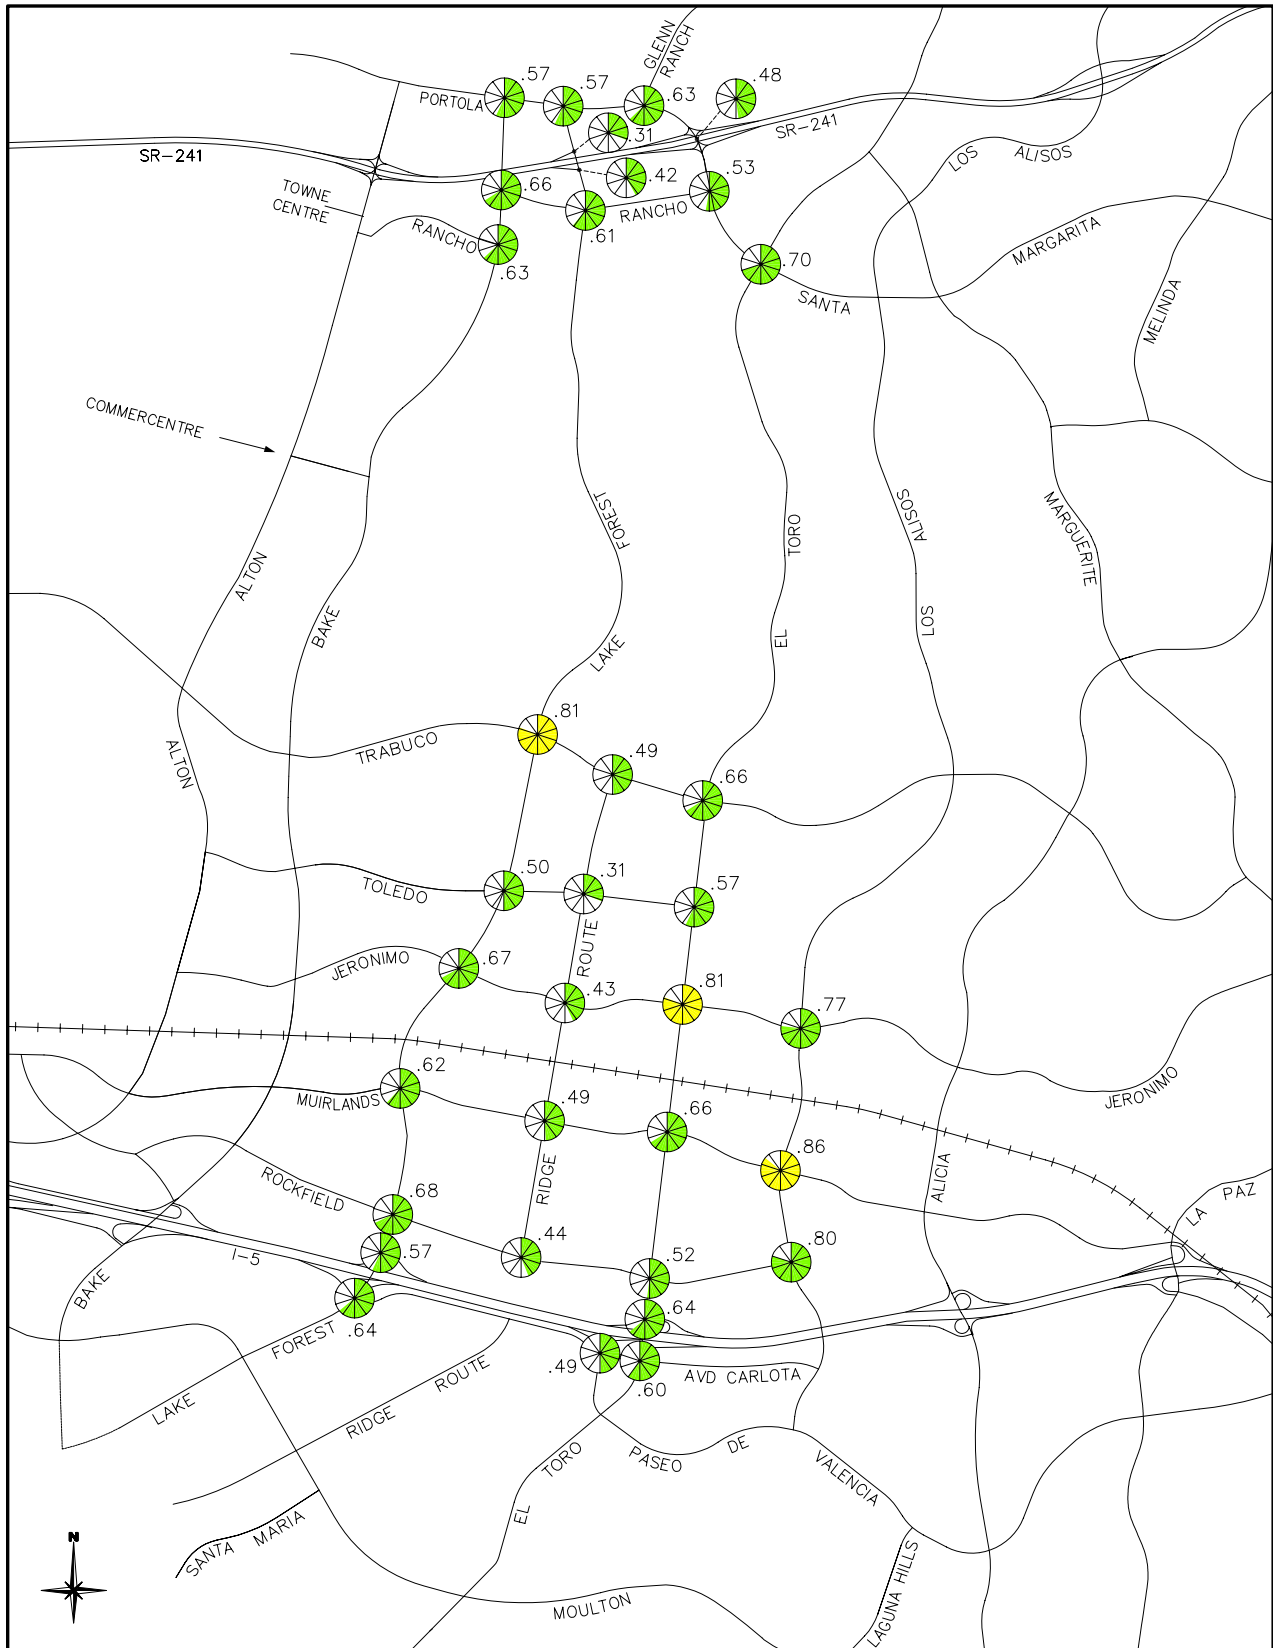 GLENN
RANCH
.57
.57
.63
.48
PORTOLA
.31
SR-241
SR-241
LOS ALISOS
.66
.42
.53
TOWNE
CENTRE
RANCHO
.61
RANCHO
.63
.70
SANTA
MARGARITA
MELINDA
COMMERCENTRE
FOREST
TORO
ALISOS
MARGUERITE
ALTON
BAKE
LAKE
EL
LOS
.81
TRABUCO
.49
.66
ALTON
TOLEDO
.50
.31
.57
JERONIMO
.67
ROUTE
.43
.81
.77
JERONIMO
.62
MUIRLANDS
.49
.66
.86
ROCKFIELD
RIDGE
ALICIA
LA PAZ
.68
I-5
.57
.44
.52
.80
BAKE
.64
.64
FOREST
.49
.60
AVD CARLOTA
LAKE
ROUTE
RIDGE
TORO
PASEO DE VALENCIA
EL
SANTA MARIA
N
MOULTON
LAGUNA HILLS